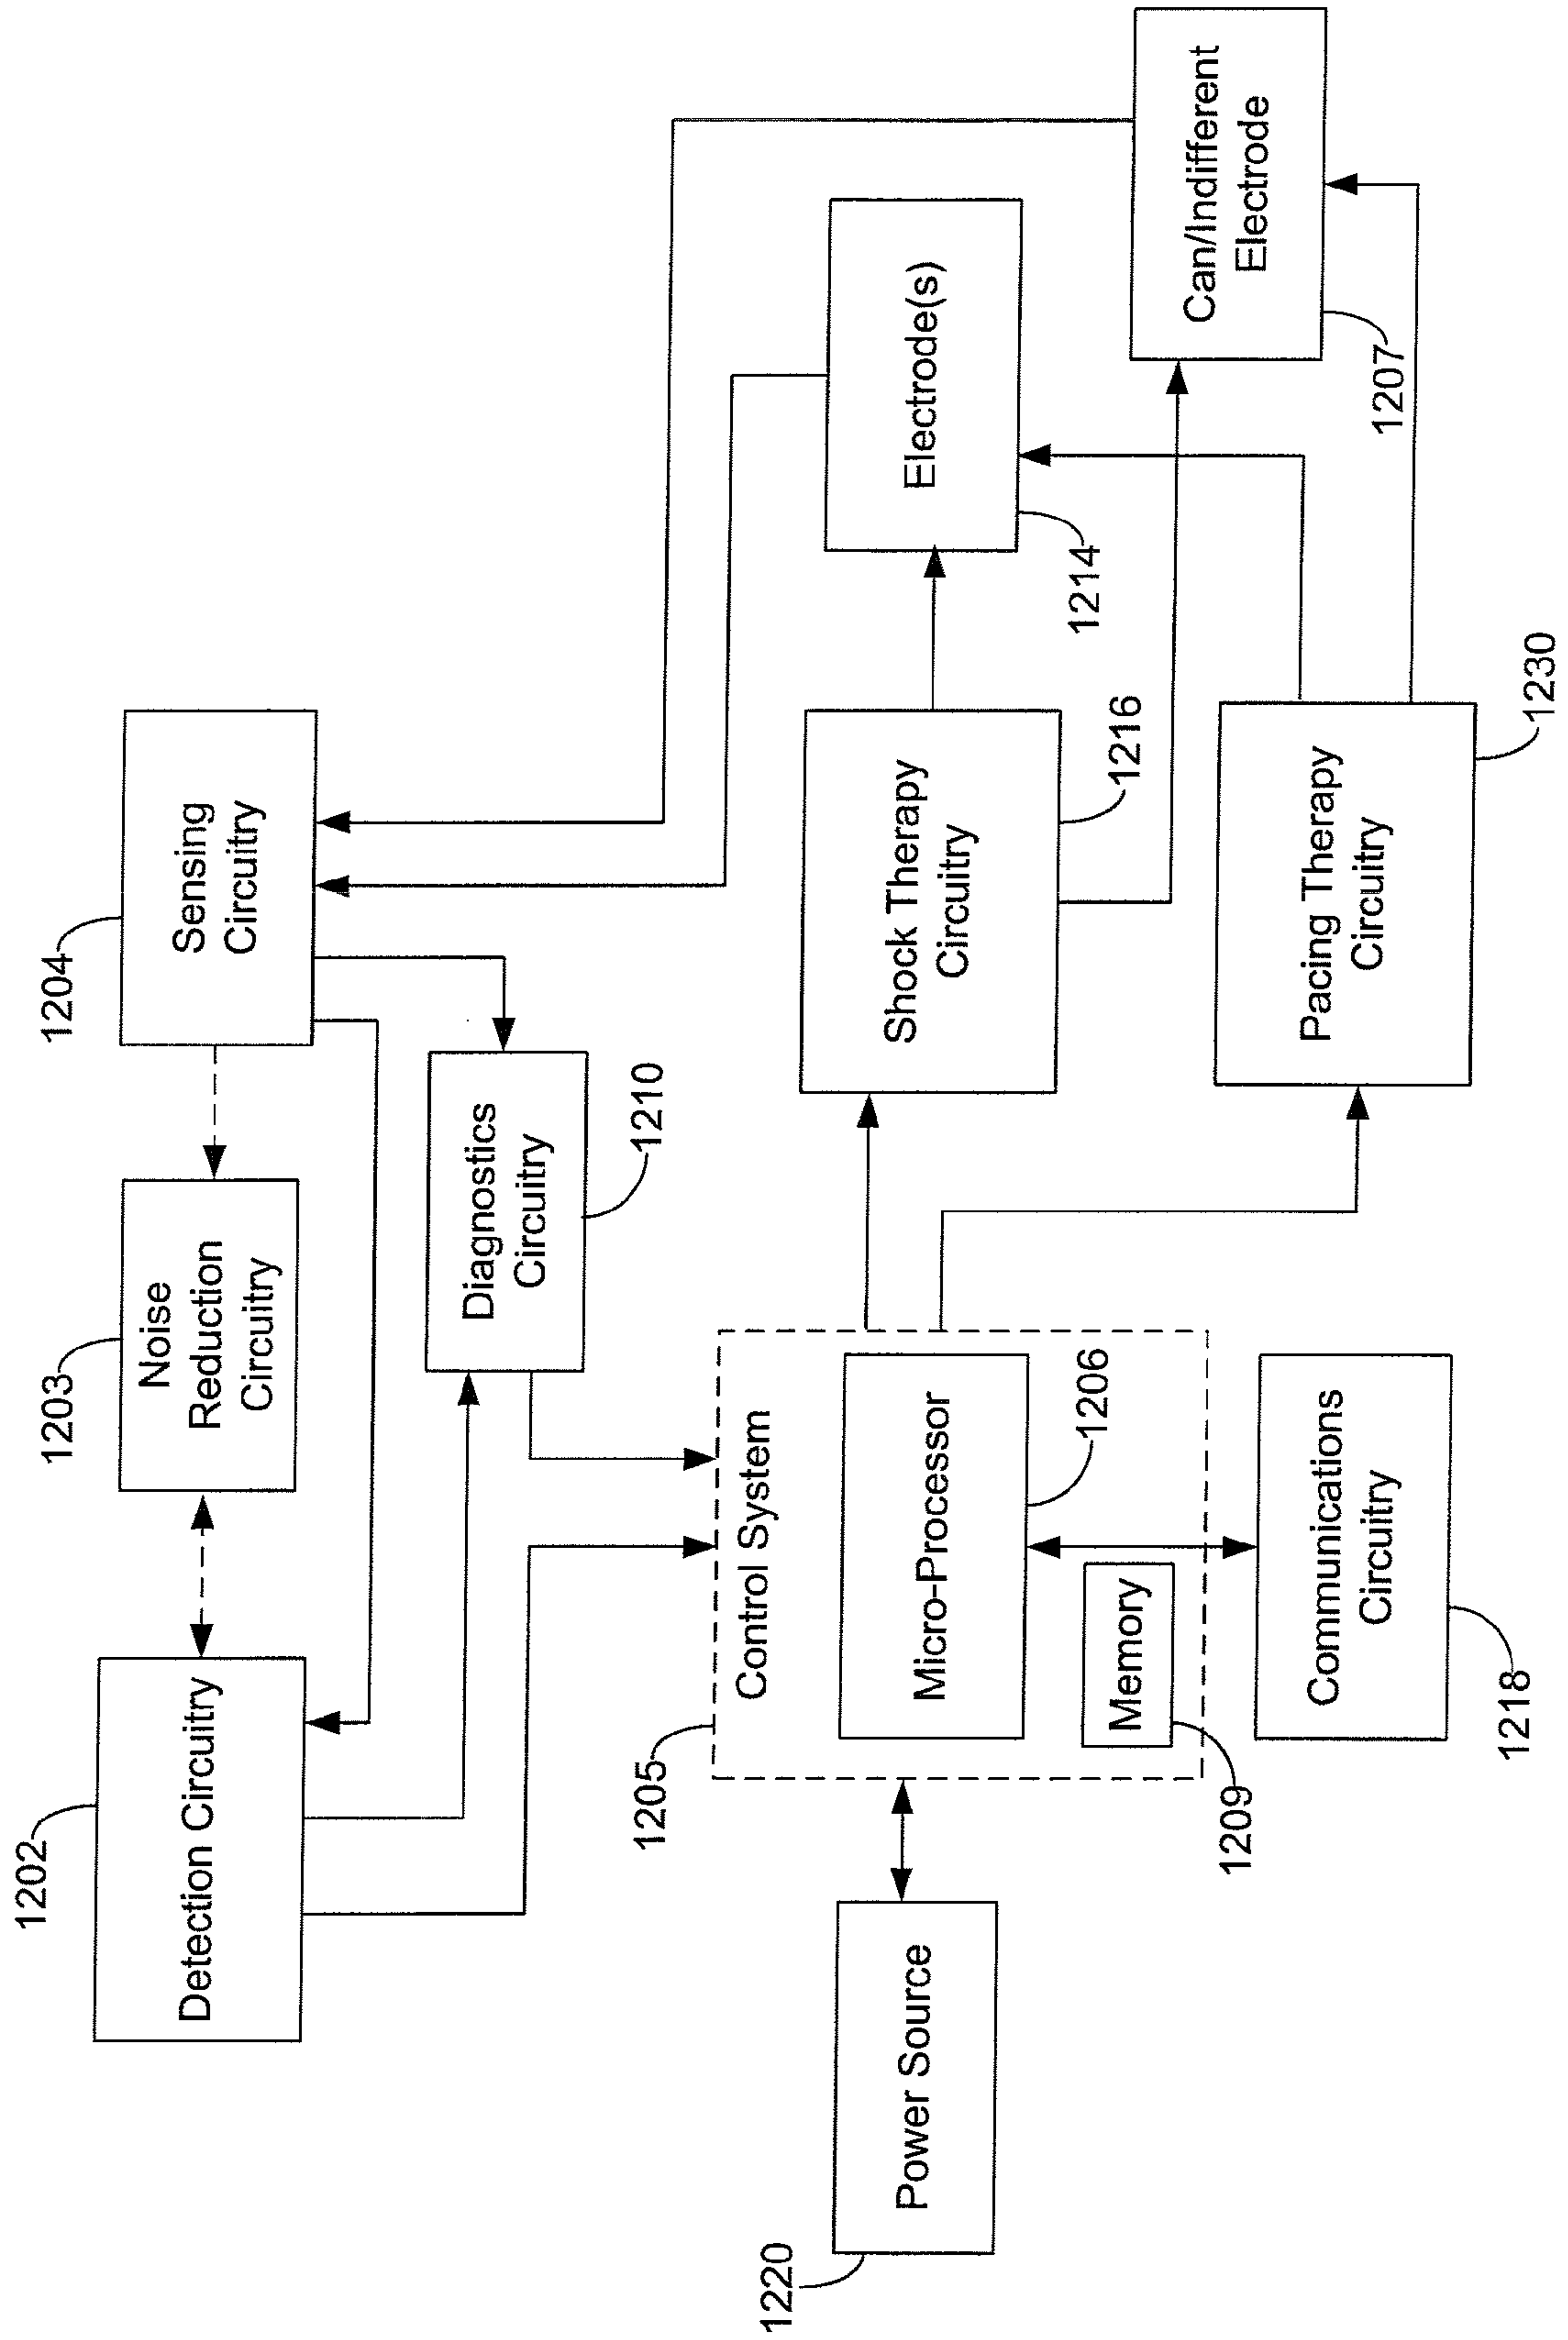 1202
Detection Circuitry
1203
Noise
Reduction
Circuitry
1204
Sensing
Circuitry
Diagnostics
Circuitry
1210
1205
Control System
Micro-Processor
1206
Memory
1209
1220
Power Source
Communications
Circuitry
1218
Shock Therapy
Circuitry
1216
Pacing Therapy
Circuitry
1230
Electrode(s)
1214
Can/Indifferent
Electrode
1207